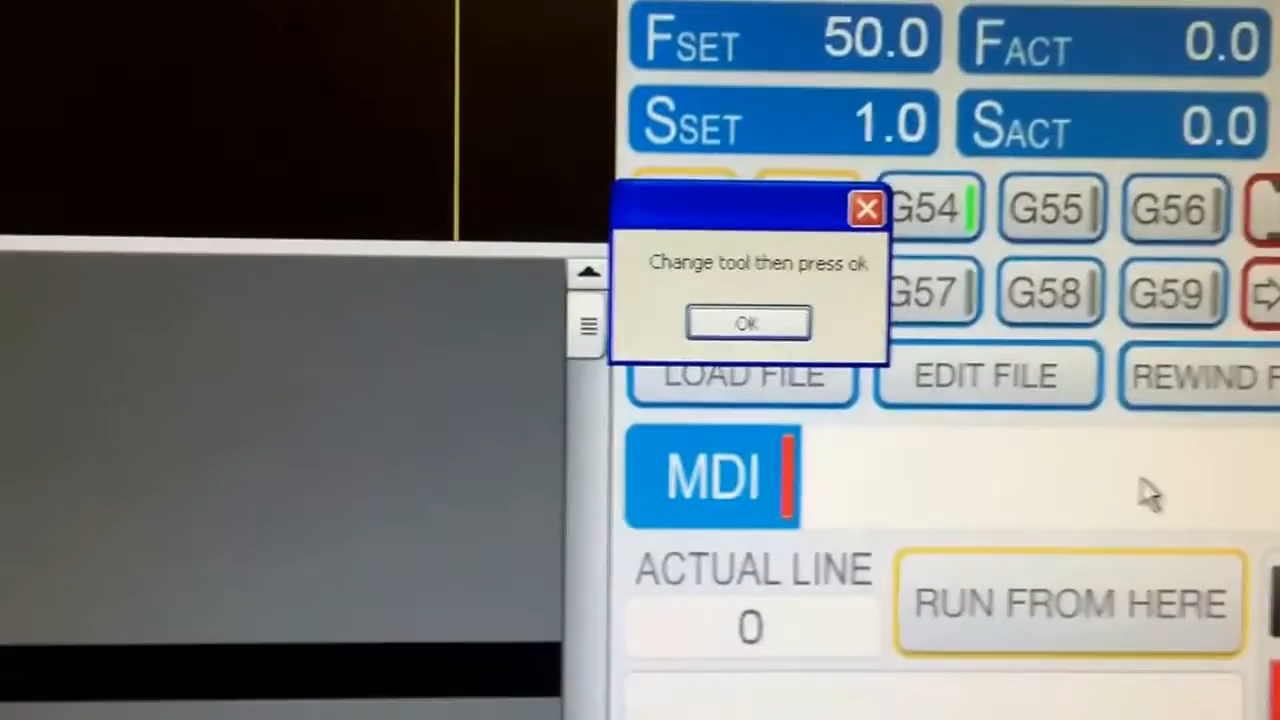 FSET 50.0
FACT 0.0
SSET 1.0
SACT 0.0
G54
G55
G56
Change tool then press ok
OK
G57
G58
G59
LOAD FILE
EDIT FILE
REWIND
MDI
ACTUAL LINE
0
RUN FROM HERE